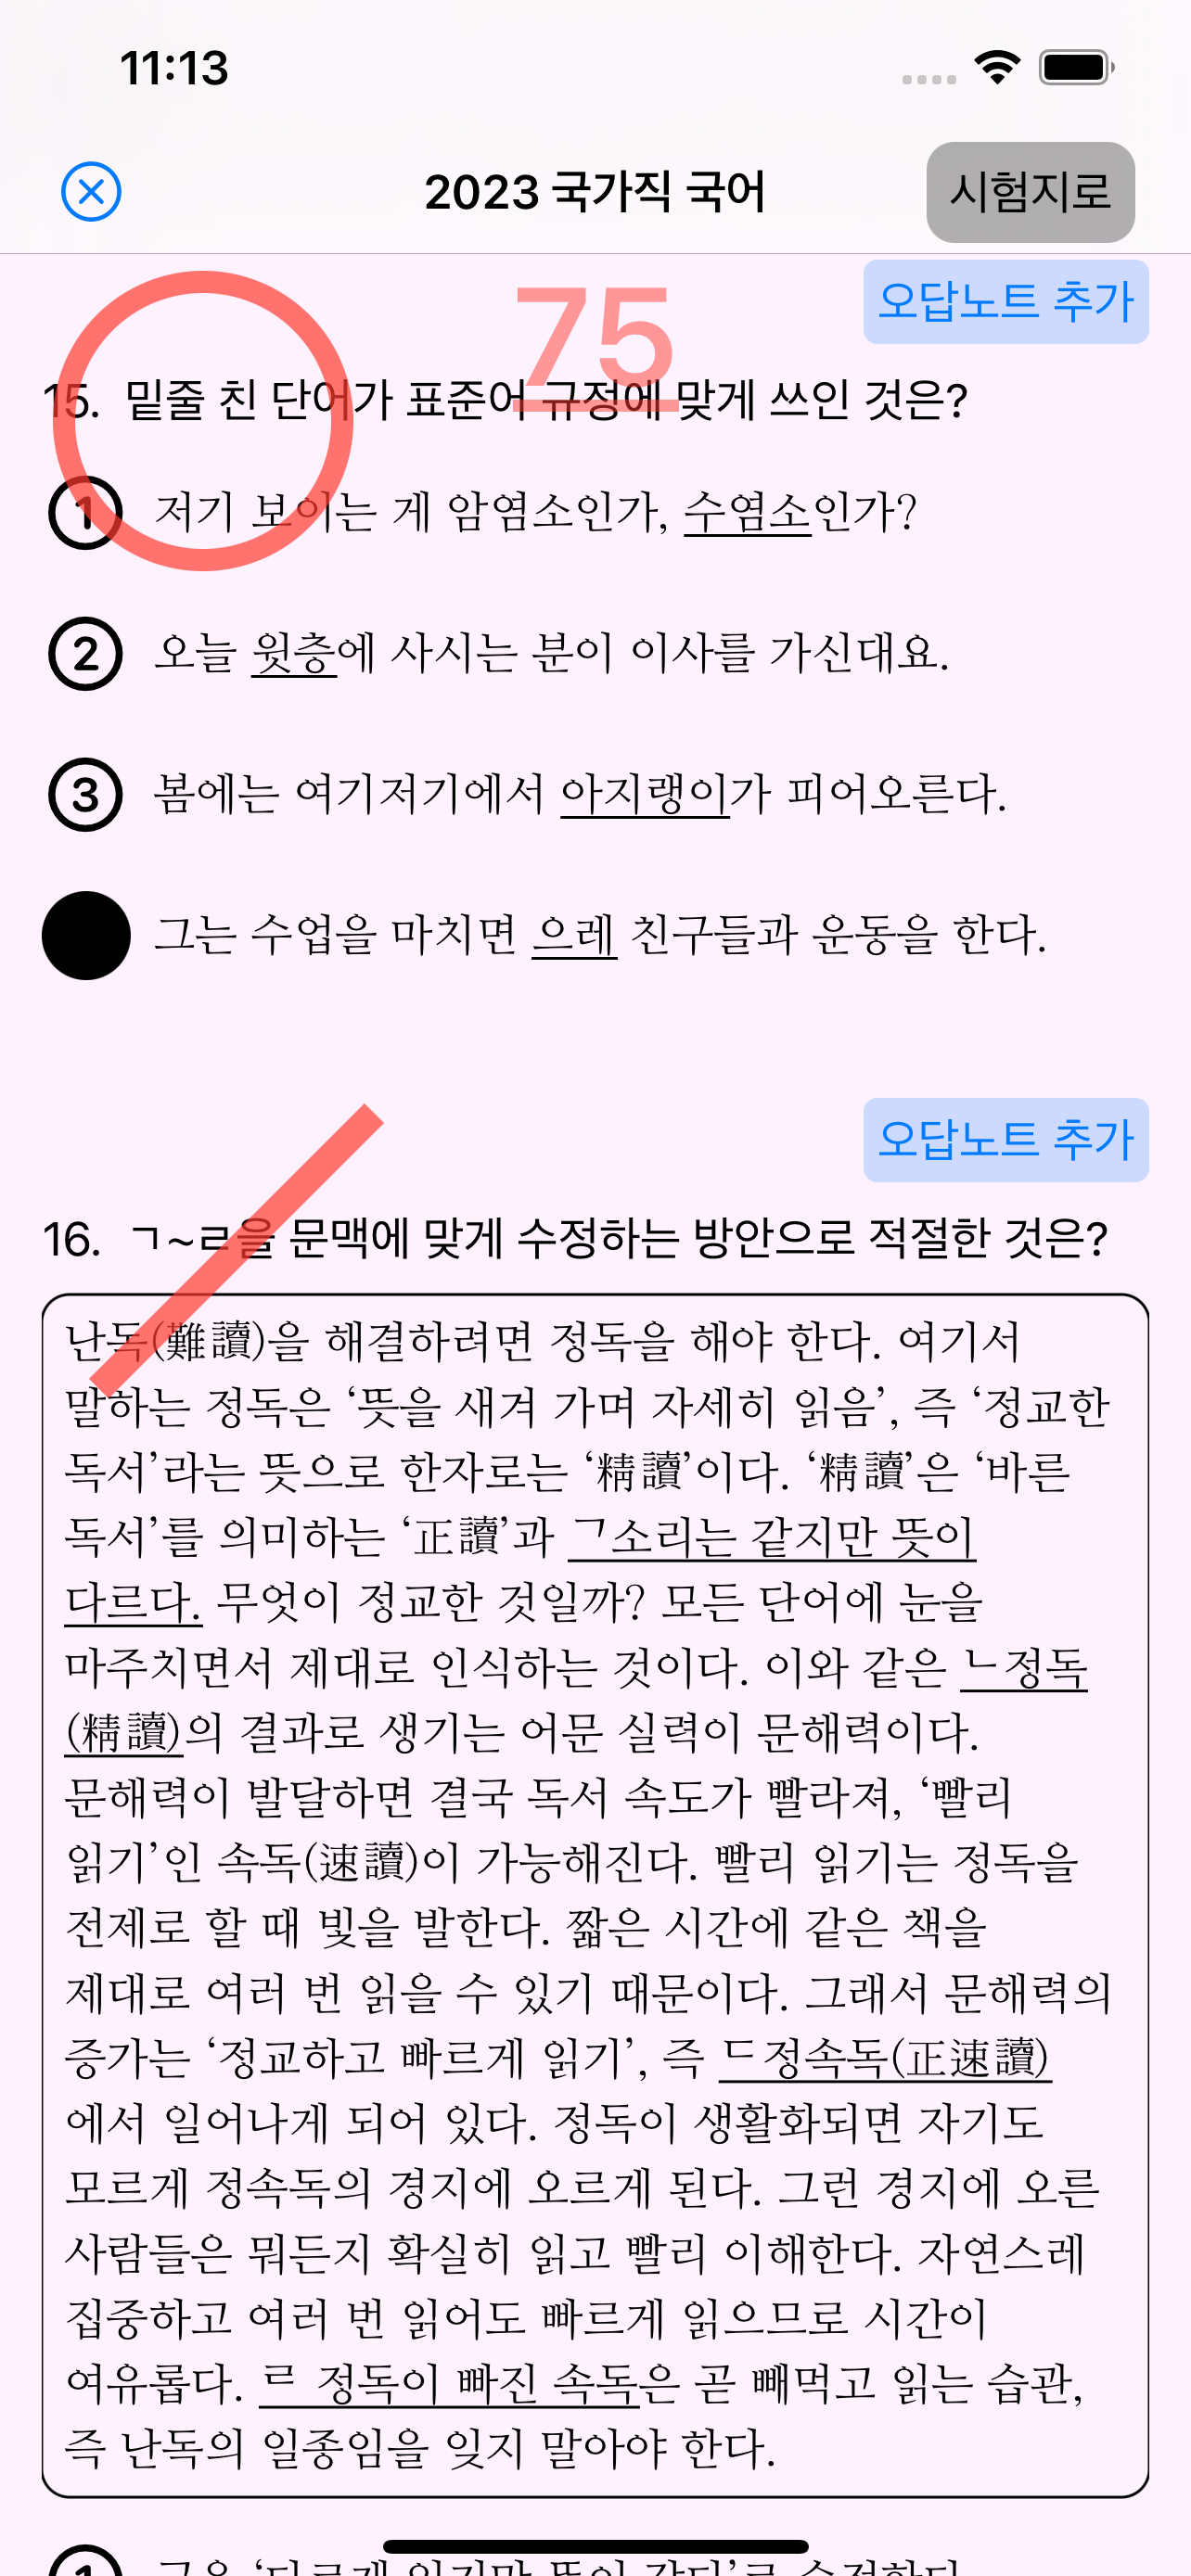 11:13
2023 국가직 국어
시험지로
75
오답노트 추가
15. 밑줄 친 단어가 표준어 규정에 맞게 쓰인 것은?
1 저기 보이는 게 암염소인가, 수염소인가?
2 오늘 윗층에 사시는 분이 이사를 가신대요.
3 봄에는 여기저기에서 아지랭이가 피어오른다.
그는 수업을 마치면 으레 친구들과 운동을 한다.
오답노트 추가
16. ㄱ~ㄹ을 문맥에 맞게 수정하는 방안으로 적절한 것은?
난독(難讀)을 해결하려면 정독을 해야 한다. 여기서
말하는 정독은 ‘뜻을 새겨 가며 자세히 읽음’, 즉 ‘정교한
독서’라는 뜻으로 한자로는 ‘精讀’이다. ‘精讀’은 ‘바른
독서’를 의미하는 ‘正讀’과 ㄱ소리는 같지만 뜻이
다르다. 무엇이 정교한 것일까? 모든 단어에 눈을
마주치면서 제대로 인식하는 것이다. 이와 같은 ㄴ정독
(精讀)의 결과로 생기는 어문 실력이 문해력이다.
문해력이 발달하면 결국 독서 속도가 빨라져, ‘빨리
읽기’인 속독(速讀)이 가능해진다. 빨리 읽기는 정독을
전제로 할 때 빛을 발한다. 짧은 시간에 같은 책을
제대로 여러 번 읽을 수 있기 때문이다. 그래서 문해력의
증가는 ‘정교하고 빠르게 읽기’, 즉 ㄷ정속독(正速讀)
에서 일어나게 되어 있다. 정독이 생활화되면 자기도
모르게 정속독의 경지에 오르게 된다. 그런 경지에 오른
사람들은 뭐든지 확실히 읽고 빨리 이해한다. 자연스레
집중하고 여러 번 읽어도 빠르게 읽으므로 시간이
여유롭다. ㄹ 정독이 빠진 속독은 곧 빼먹고 읽는 습관,
즉 난독의 일종임을 잊지 말아야 한다.